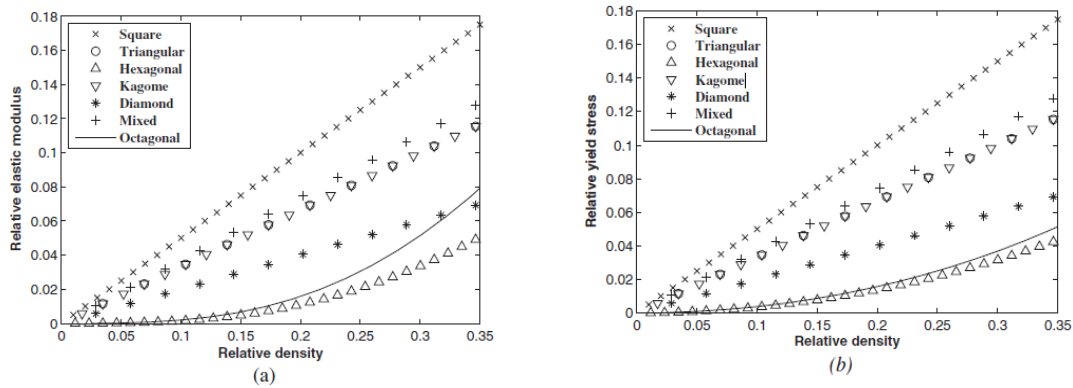 0.18
0.16
0.14
0.12
0.1
0.08
0.06
0.04
0.02
0
Relative elastic modulus
Square
Triangular
Hexagonal
Kagome
Diamond
Mixed
Octagonal
0 0.05 0.1 0.15 0.2 0.25 0.3 0.35
Relative density
(a)
0.18
0.16
0.14
0.12
0.1
0.08
0.06
0.04
0.02
0
Relative yield stress
Square
Triangular
Hexagonal
Kagome
Diamond
Mixed
Octagonal
0 0.05 0.1 0.15 0.2 0.25 0.3 0.35
Relative density
(b)